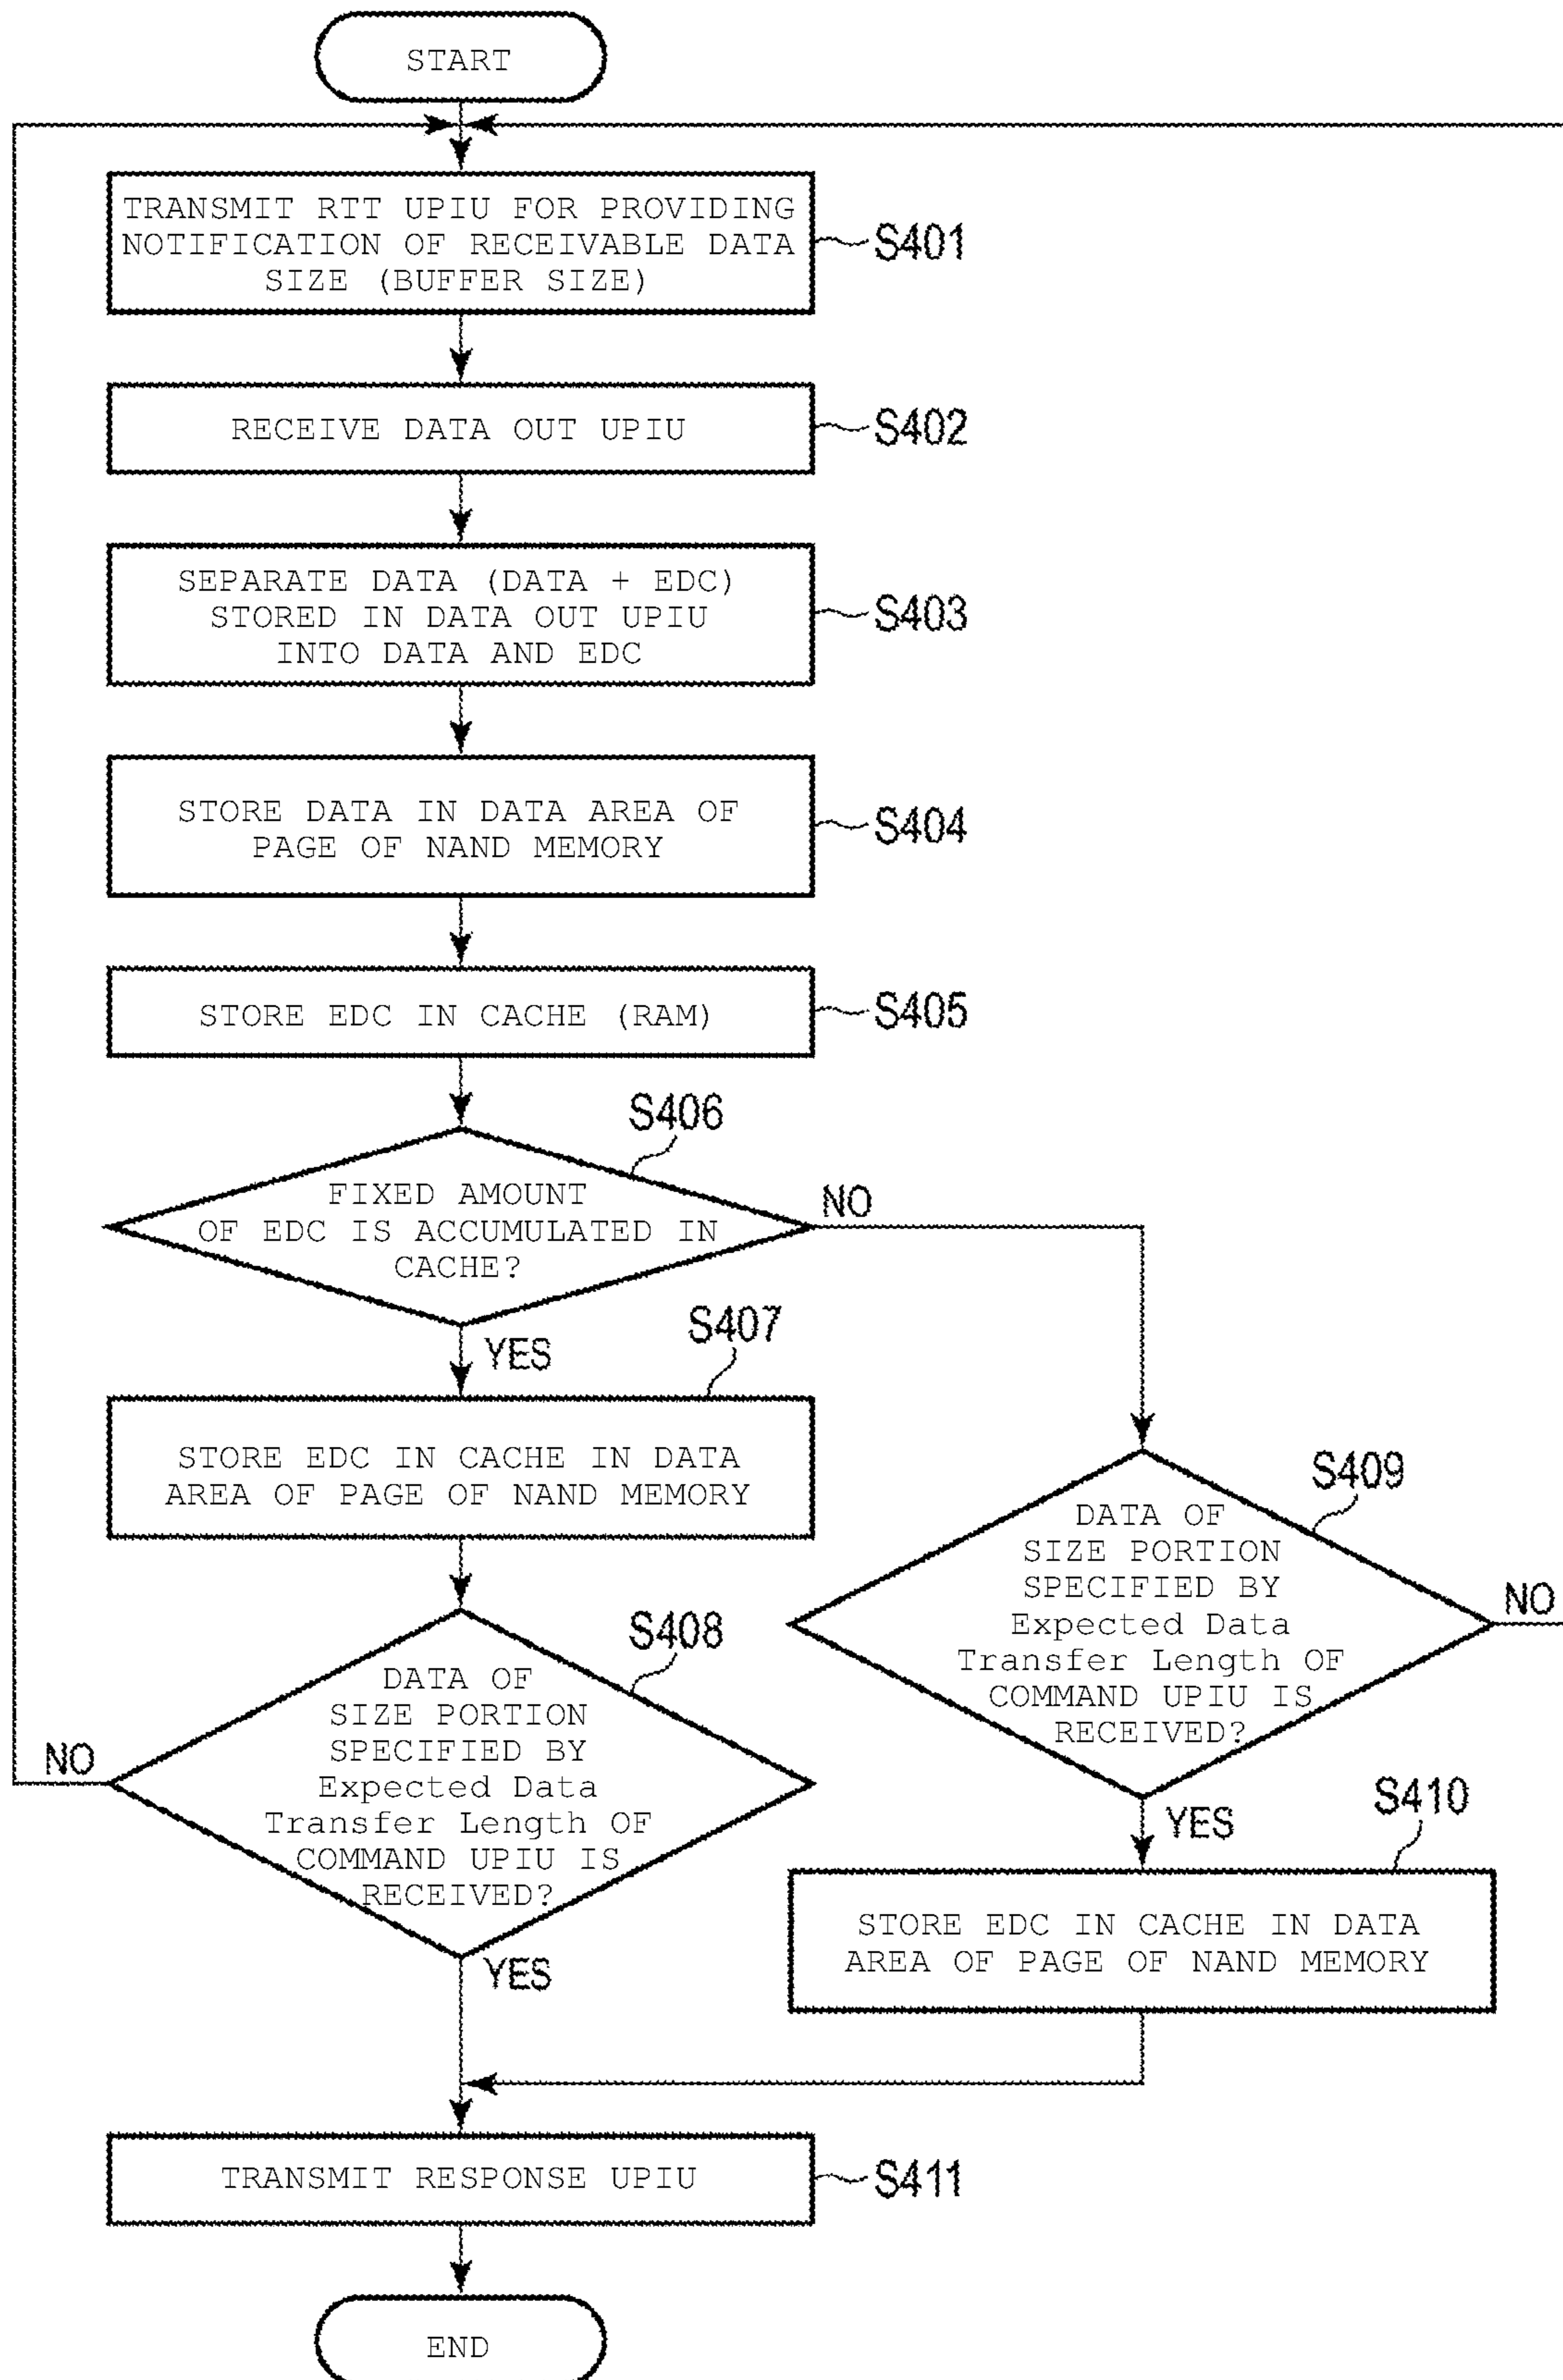 START
TRANSMIT RTT UPIU FOR PROVIDING
NOTIFICATION OF RECEIVABLE DATA
SIZE (BUFFER SIZE)
S401
RECEIVE DATA OUT UPIU
S402
SEPARATE DATA (DATA + EDC)
STORED IN DATA OUT UPIU
INTO DATA AND EDC
S403
STORE DATA IN DATA AREA OF
PAGE OF NAND MEMORY
S404
STORE EDC IN CACHE (RAM)
S405
S406
FIXED AMOUNT
OF EDC IS ACCUMULATED IN
CACHE?
NO
YES
S407
STORE EDC IN CACHE IN DATA
AREA OF PAGE OF NAND MEMORY
S408
DATA OF
SIZE PORTION
SPECIFIED BY
Expected Data
Transfer Length OF
COMMAND UPIU IS
RECEIVED?
NO
YES
S409
DATA OF
SIZE PORTION
SPECIFIED BY
Expected Data
Transfer Length OF
COMMAND UPIU IS
RECEIVED?
NO
YES
S410
STORE EDC IN CACHE IN DATA
AREA OF PAGE OF NAND MEMORY
TRANSMIT RESPONSE UPIU
S411
END